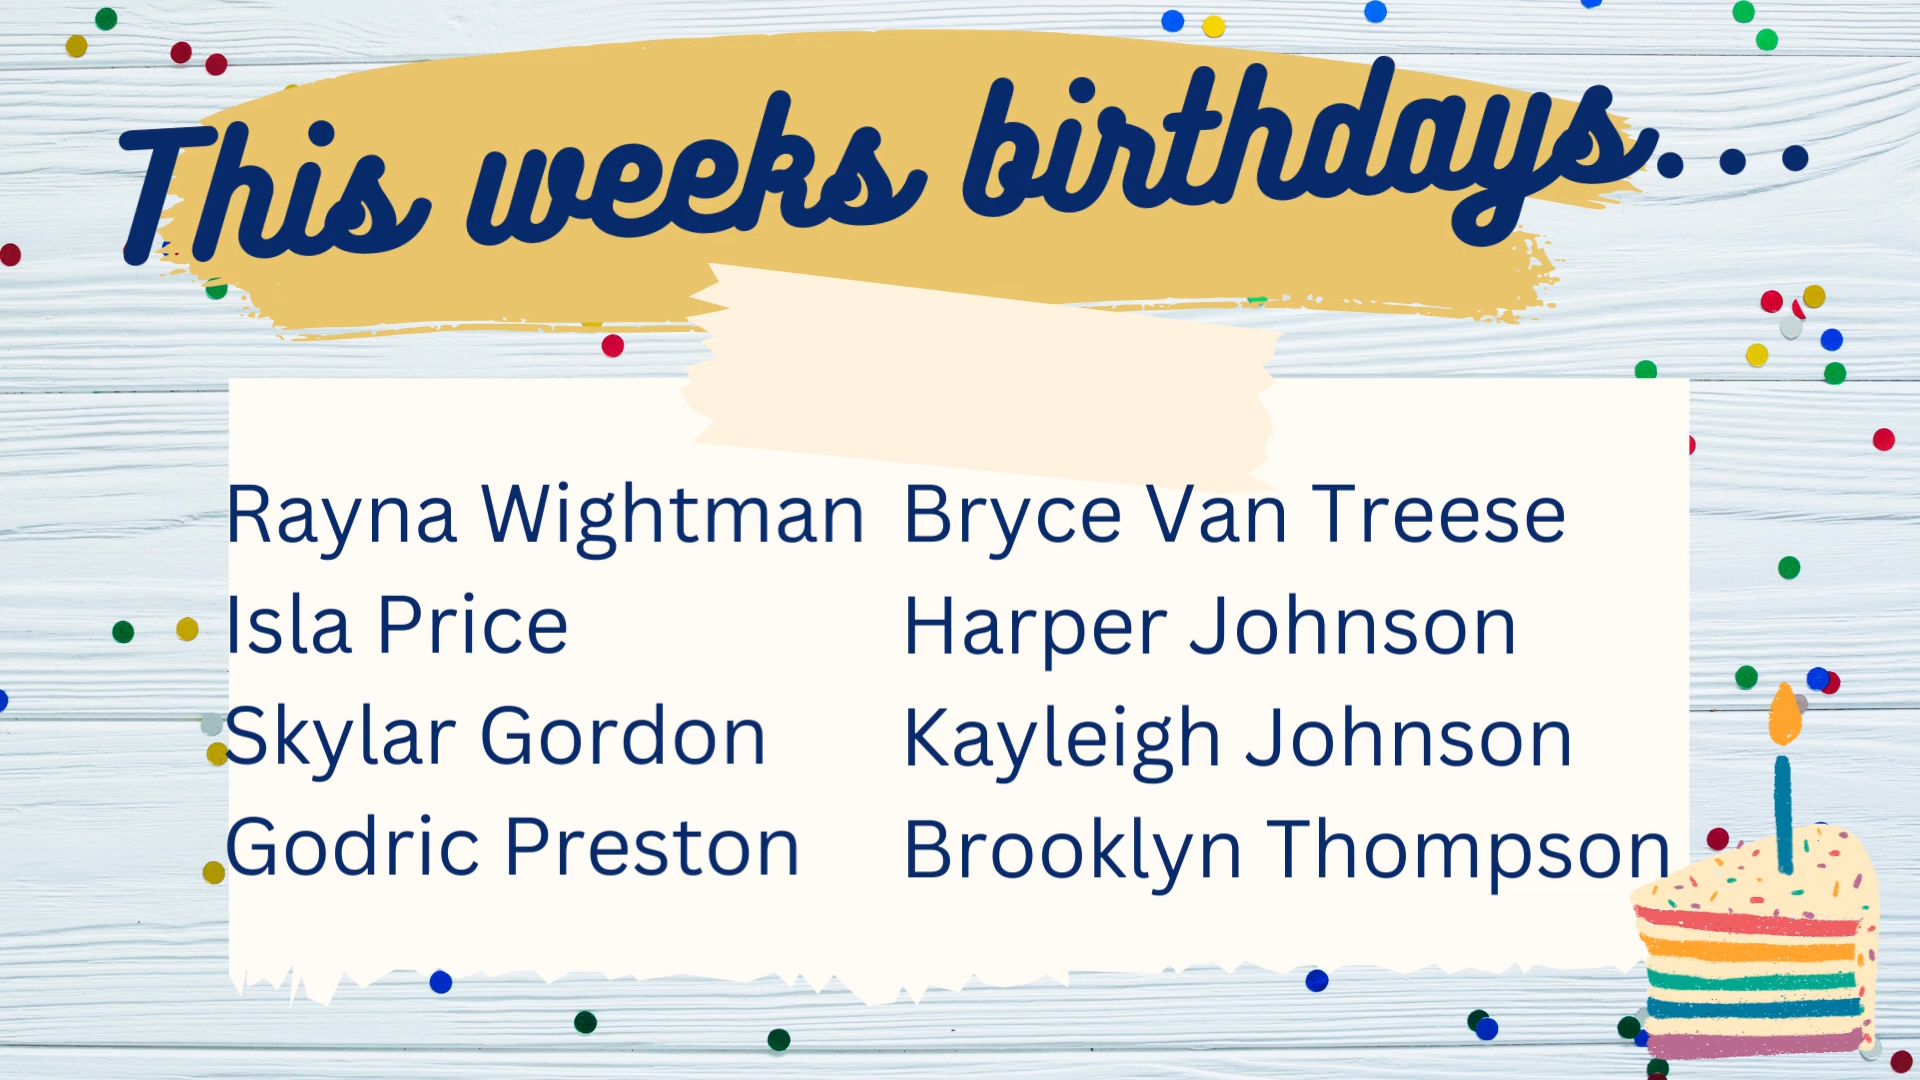 This weeks birthdays...
Rayna Wightman
Isla Price
Skylar Gordon
Godric Preston
Bryce Van Treese
Harper Johnson
Kayleigh Johnson
Brooklyn Thompson